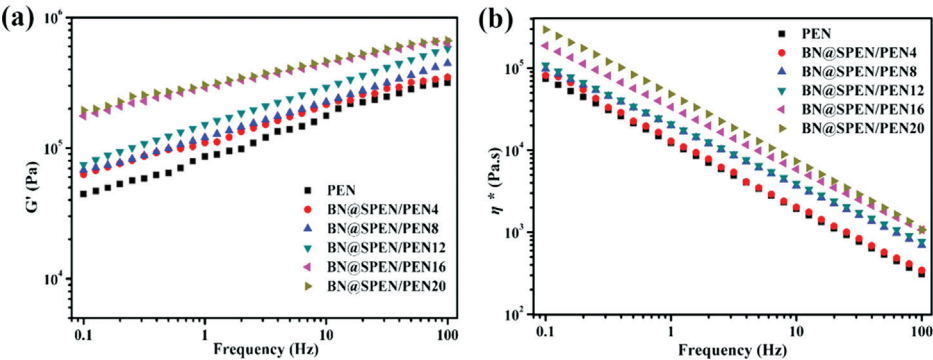 (a)
10^6
10^5
10^4
G' (Pa)
PEN
BN@SPEN/PEN4
BN@SPEN/PEN8
BN@SPEN/PEN12
BN@SPEN/PEN16
BN@SPEN/PEN20
0.1 1 10 100
Frequency (Hz)
(b)
10^5
10^4
10^3
10^2
η * (Pa.s)
PEN
BN@SPEN/PEN4
BN@SPEN/PEN8
BN@SPEN/PEN12
BN@SPEN/PEN16
BN@SPEN/PEN20
0.1 1 10 100
Frequency (Hz)